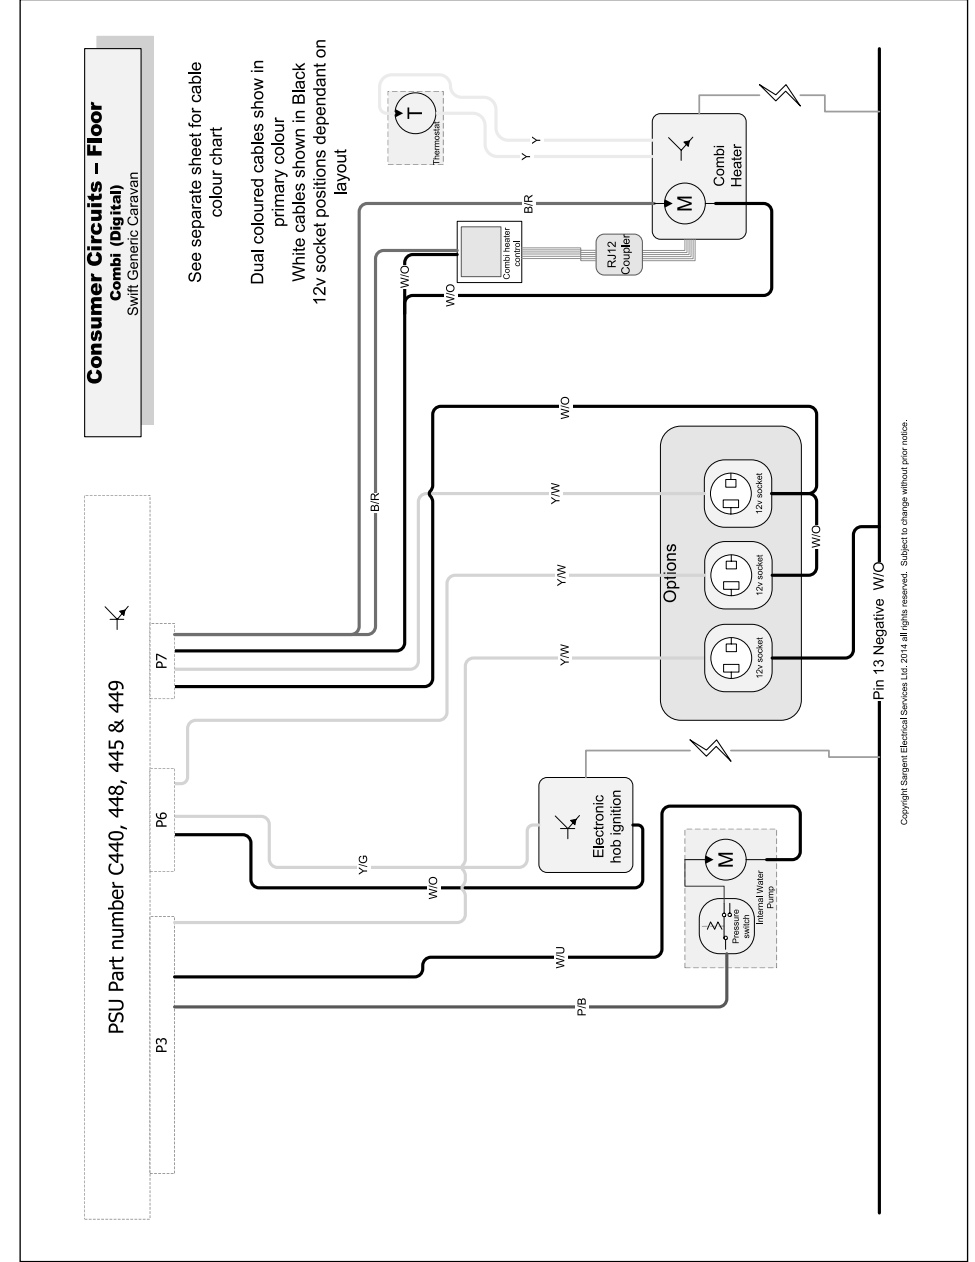 Consumer Circuits – Floor
Combi (Digital)
Swift Generic Caravan
See separate sheet for cable
colour chart
Dual coloured cables show in
primary colour
White cables shown in Black
12v socket positions dependant on
layout
PSU Part number C440, 448, 445 & 449
P3
P6
P7
Thermostat
T
Y
Y
B/R
B/R
W/O
W/O
Combi heater
control
RJ12
Coupler
M
Combi
Heater
W/O
Y/W
Y/W
Y/W
Options
12v socket
12v socket
12v socket
W/O
Y/G
W/O
Electronic
hob ignition
W/U
P/B
Pressure
switch
M
Internal Water
Pump
Pin 13 Negative W/O
Copyright Sargent Electrical Services Ltd. 2014 all rights reserved. Subject to change without prior notice.